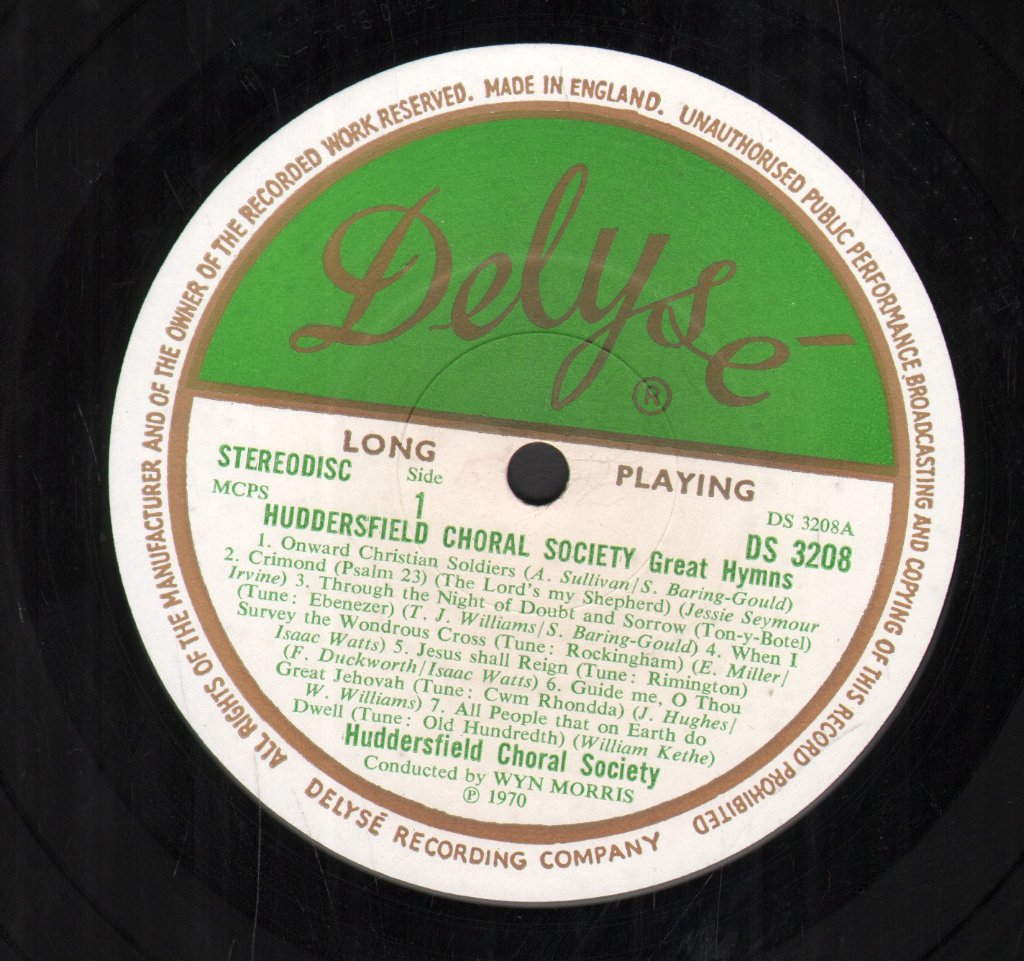 ALL RIGHTS OF THE MANUFACTURER AND OF THE OWNER OF THE RECORDED WORK RESERVED. MADE IN ENGLAND. UNAUTHORISED PUBLIC PERFORMANCE BROADCASTING AND COPYING OF THIS RECORD PROHIBITED
Delysé
®
LONG PLAYING
STEREODISC
Side
MCPS
1
DS 3208A
DS 3208
HUDDERSFIELD CHORAL SOCIETY Great Hymns
1. Onward Christian Soldiers (A. Sullivan/S. Baring-Gould)
2. Crimond (Psalm 23) (The Lord's my Shepherd) (Jessie Seymour
Irvine) 3. Through the Night of Doubt and Sorrow (Ton-y-Botel)
(Tune: Ebenezer) (T. J. Williams/S. Baring-Gould) 4. When I
Survey the Wondrous Cross (Tune: Rockingham) (E. Miller/
Isaac Watts) 5. Jesus shall Reign (Tune: Rimington)
(F. Duckworth/Isaac Watts) 6. Guide me, O Thou
Great Jehovah (Tune: Cwm Rhondda) (J. Hughes/
W. Williams) 7. All People that on Earth do
Dwell (Tune: Old Hundredth) (William Kethe)
Huddersfield Choral Society
Conducted by WYN MORRIS
℗ 1970
DELYSÉ RECORDING COMPANY